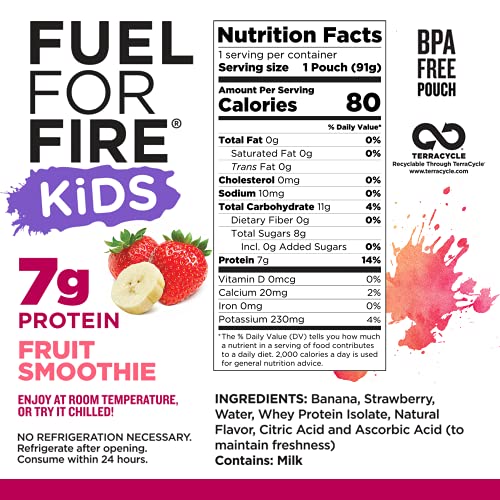 FUEL
FOR
FIRE®
KiDS
7g
PROTEIN
FRUIT
SMOOTHIE
ENJOY AT ROOM TEMPERATURE,
OR TRY IT CHILLED!
NO REFRIGERATION NECESSARY.
Refrigerate after opening.
Consume within 24 hours.
Nutrition Facts
1 serving per container
Serving size 1 Pouch (91g)
Amount Per Serving
Calories 80
% Daily Value*
Total Fat 0g 0%
Saturated Fat 0g 0%
Trans Fat 0g
Cholesterol 0mg 0%
Sodium 10mg 0%
Total Carbohydrate 11g 4%
Dietary Fiber 0g 0%
Total Sugars 8g
Incl. 0g Added Sugars 0%
Protein 7g 14%
Vitamin D 0mcg 0%
Calcium 20mg 2%
Iron 0mg 0%
Potassium 230mg 4%
*The % Daily Value (DV) tells you how much
a nutrient in a serving of food contributes
to a daily diet. 2,000 calories a day is used
for general nutrition advice.
BPA
FREE
POUCH
TERRACYCLE
Recyclable Through TerraCycle®
www.terracycle.com
INGREDIENTS: Banana, Strawberry,
Water, Whey Protein Isolate, Natural
Flavor, Citric Acid and Ascorbic Acid (to
maintain freshness)
Contains: Milk